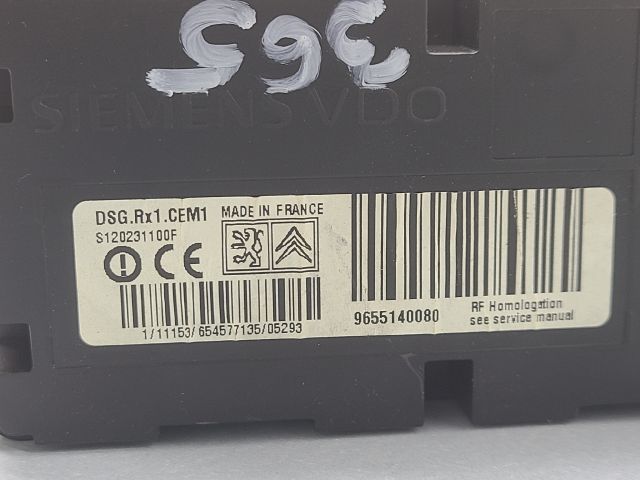 SIEMENS VDO
DSG.Rx1.CEM1 MADE IN FRANCE
S120231100F
CE
1/11153/654577135/05293
9655140080
RF Homologation
see service manual